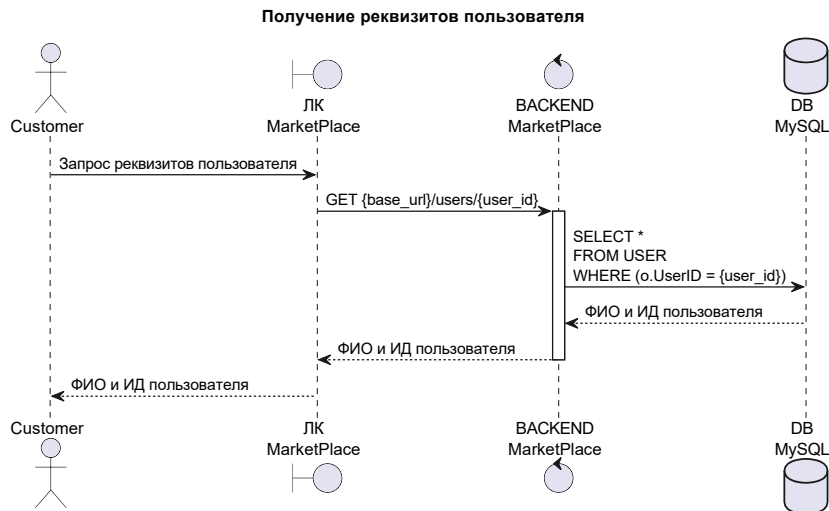 Получение реквизитов пользователя
Customer
ЛК
MarketPlace
BACKEND
MarketPlace
DB
MySQL
Запрос реквизитов пользователя
GET {base_url}/users/{user_id}
SELECT *
FROM USER
WHERE (o.UserID = {user_id})
ФИО и ИД пользователя
ФИО и ИД пользователя
ФИО и ИД пользователя
Customer
ЛК
MarketPlace
BACKEND
MarketPlace
DB
MySQL